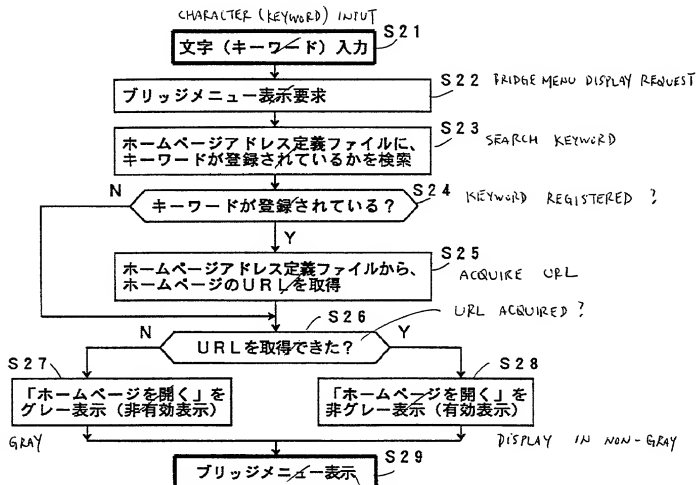 CHARACTER (KEYWORD) INPUT
文字（キーワード）入力
S21
ブリッジメニュー表示要求
S22 BRIDGE MENU DISPLAY REQUEST
S23
ホームページアドレス定義ファイルに、
キーワードが登録されているかを検索
SEARCH KEYWORD
N
S24
キーワードが登録されている？
KEYWORD REGISTERED ?
Y
S25
ホームページアドレス定義ファイルから、
ホームページのＵＲＬを取得
ACQUIRE URL
S26
URL ACQUIRED ?
N
ＵＲＬを取得できた？
Y
S27
「ホームページを開く」を
グレー表示（非有効表示）
GRAY
S28
「ホームページを開く」を
非グレー表示（有効表示）
DISPLAY IN NON-GRAY
S29
ブリッジメニュー表示